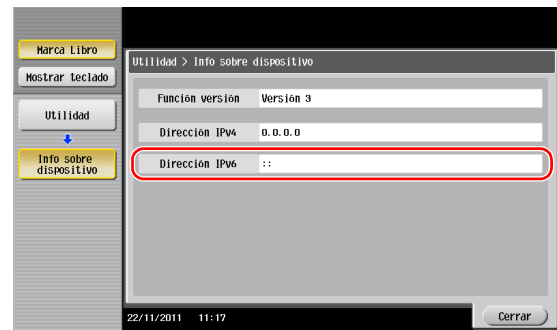 Marca Libro
Mostrar teclado
Utilidad
Info sobre
dispositivo
Utilidad > Info sobre dispositivo
Función versión Versión 3
Dirección IPv4 0.0.0.0
Dirección IPv6 ::
22/11/2011 11:17
Cerrar